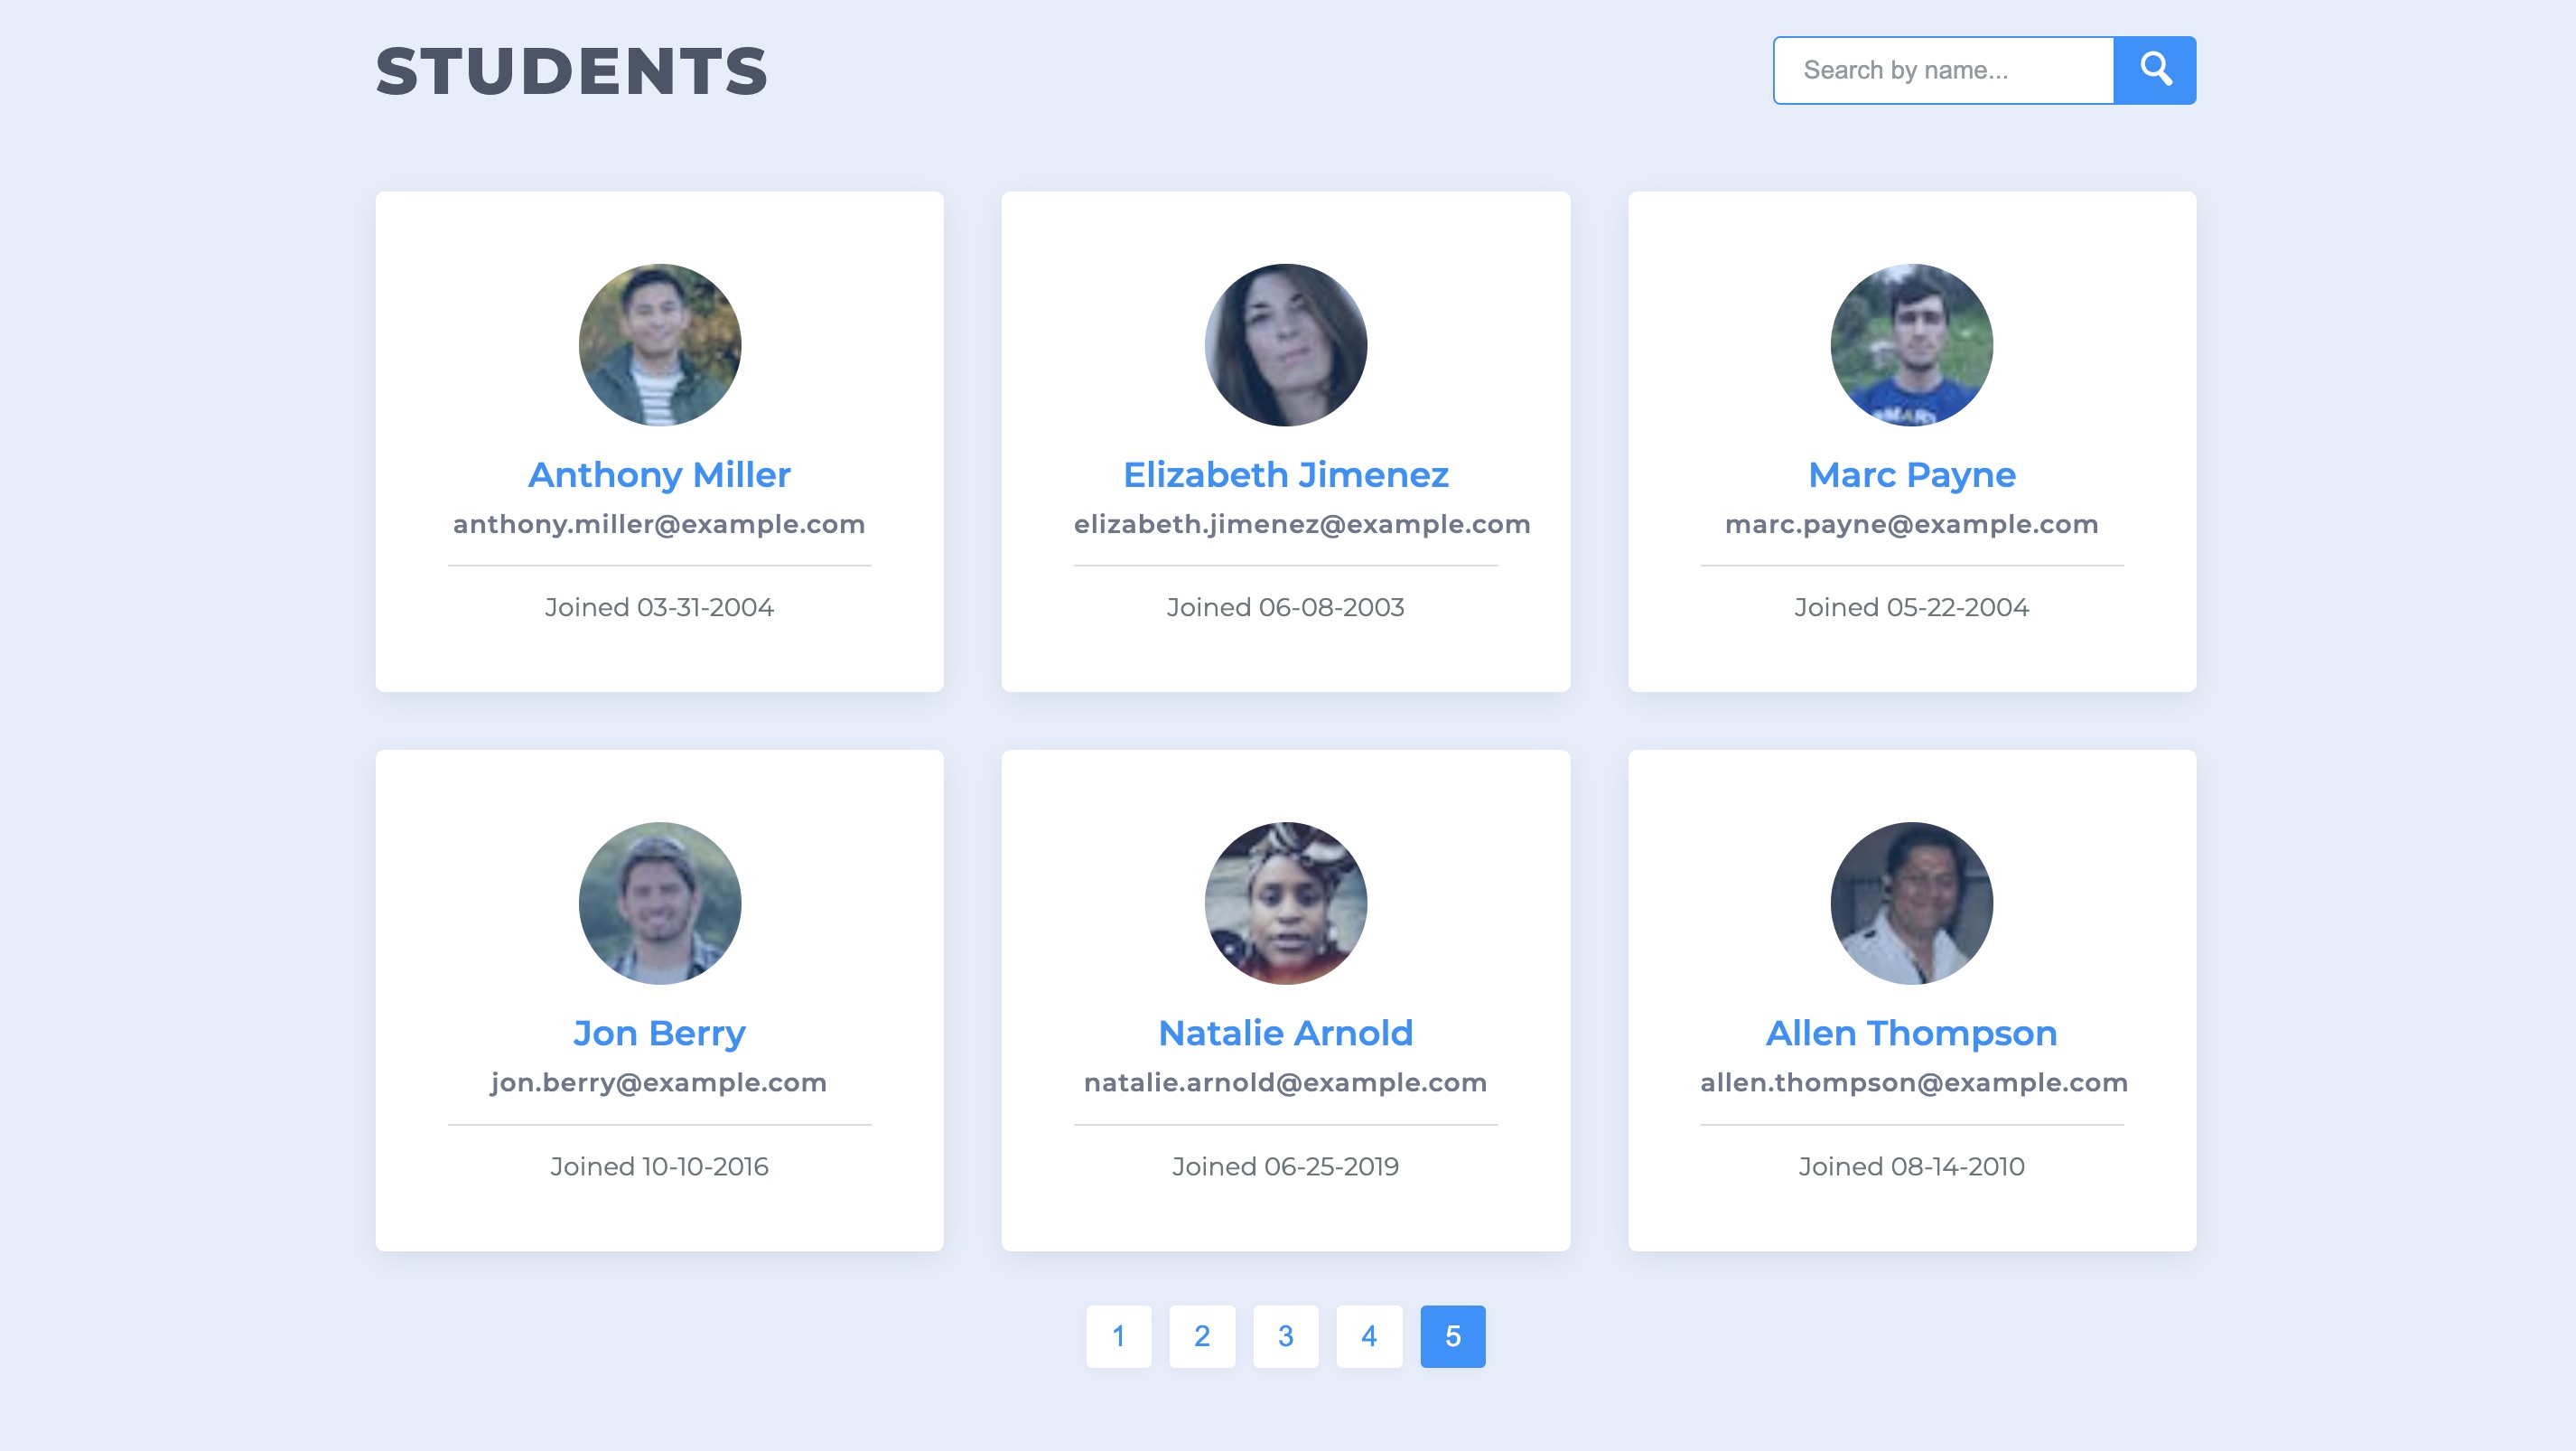 STUDENTS
Search by name...
Anthony Miller
anthony.miller@example.com
Joined 03-31-2004
Elizabeth Jimenez
elizabeth.jimenez@example.com
Joined 06-08-2003
Marc Payne
marc.payne@example.com
Joined 05-22-2004
Jon Berry
jon.berry@example.com
Joined 10-10-2016
Natalie Arnold
natalie.arnold@example.com
Joined 06-25-2019
Allen Thompson
allen.thompson@example.com
Joined 08-14-2010
1 2 3 4 5